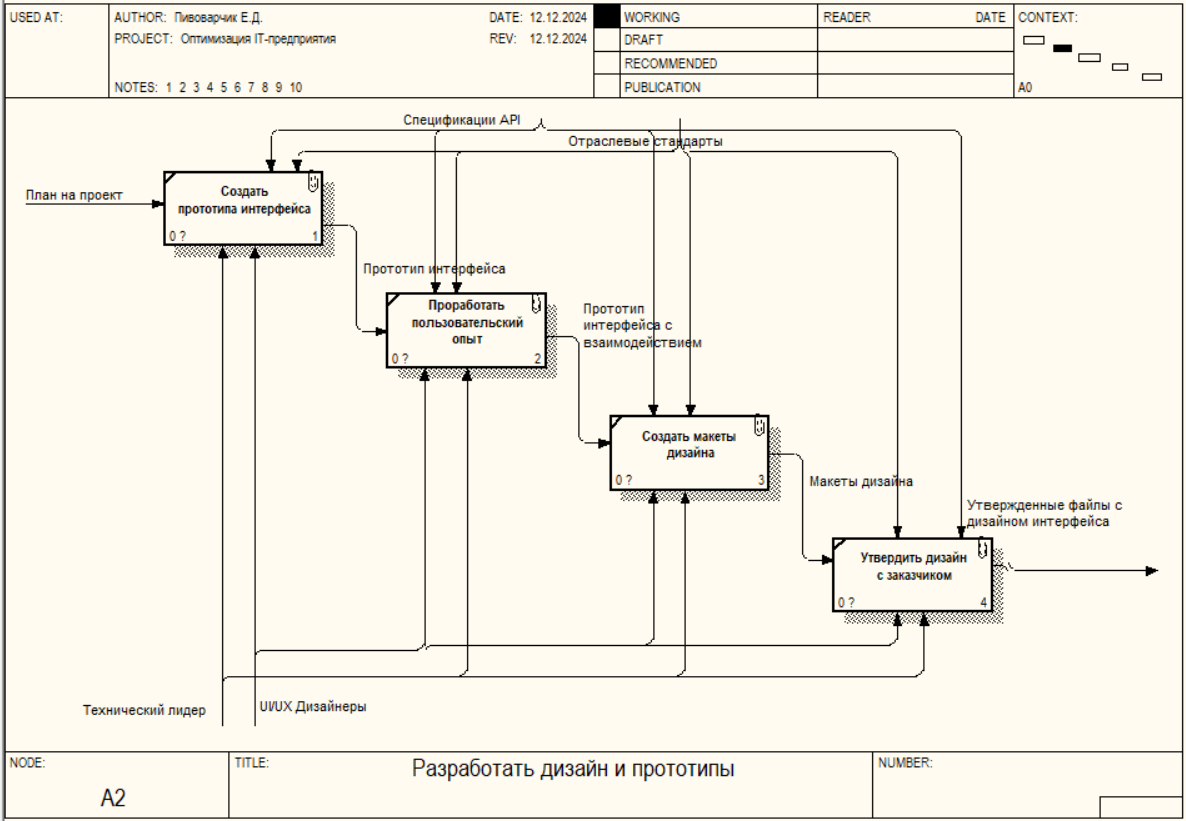 USED AT:
AUTHOR: Пивоварчик Е.Д.
DATE: 12.12.2024
WORKING
READER
DATE
CONTEXT:
PROJECT: Оптимизация IT-предприятия
REV: 12.12.2024
DRAFT
RECOMMENDED
NOTES: 1 2 3 4 5 6 7 8 9 10
PUBLICATION
A0
Спецификации API
Отраслевые стандарты
План на проект
Создать
прототипа интерфейса
0 ?
1
Прототип интерфейса
Проработать
пользовательский
опыт
0 ?
2
Прототип
интерфейса с
взаимодействием
Создать макеты
дизайна
0 ?
3
Макеты дизайна
Утвержденные файлы с
дизайном интерфейса
Утвердить дизайн
с заказчиком
0 ?
4
Технический лидер
UI/UX Дизайнеры
NODE:
TITLE:
Разработать дизайн и прототипы
NUMBER:
A2